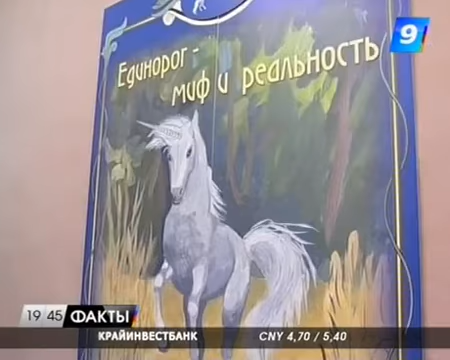 9
Единорог -
миф и реальность
19 45 ФАКТЫ
КРАЙИНВЕСТБАНК CNY 4,70 / 5,40